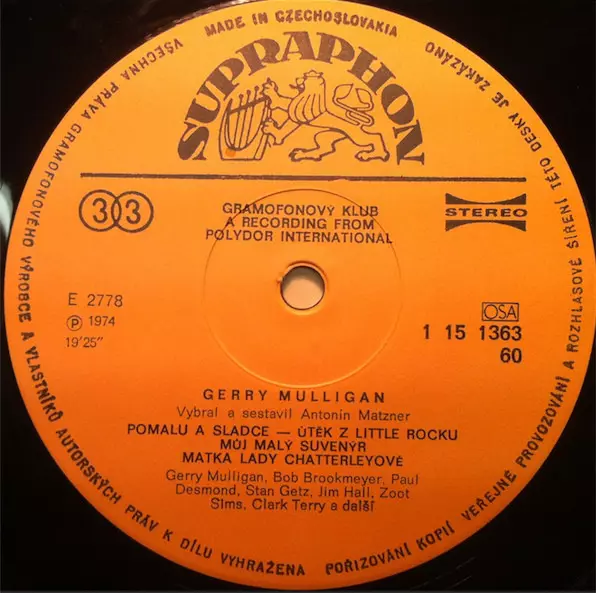 MADE IN CZECHOSLOVAKIA
VŠECHNA PRÁVA GRAMOFONOVÉHO VÝROBCE A VLASTNÍKŮ AUTORSKÝCH PRÁV K DÍLU VYHRAŽENA
POŘIZOVÁNÍ KOPIÍ VEŘEJNÉ PROVOZOVÁNÍ A ROZHLASOVÉ ŠÍŘENÍ TÉTO DESKY JE ZAKÁZÁNO
SUPRAPHON
33
GRAMOFONOVÝ KLUB
A RECORDING FROM
POLYDOR INTERNATIONAL
STEREO
E 2778
Ⓟ 1974
19'25"
OSA
1 15 1363
60
GERRY MULLIGAN
Vybral a sestavil Antonín Matzner
POMALU A SLADCE — ÚTĚK Z LITTLE ROCKU
MŮJ MALÝ SUVENÝR
MATKA LADY CHATTERLEYOVÉ
Gerry Mulligan, Bob Brookmeyer, Paul
Desmond, Stan Getz, Jim Hall, Zoot
Sims, Clark Terry a další